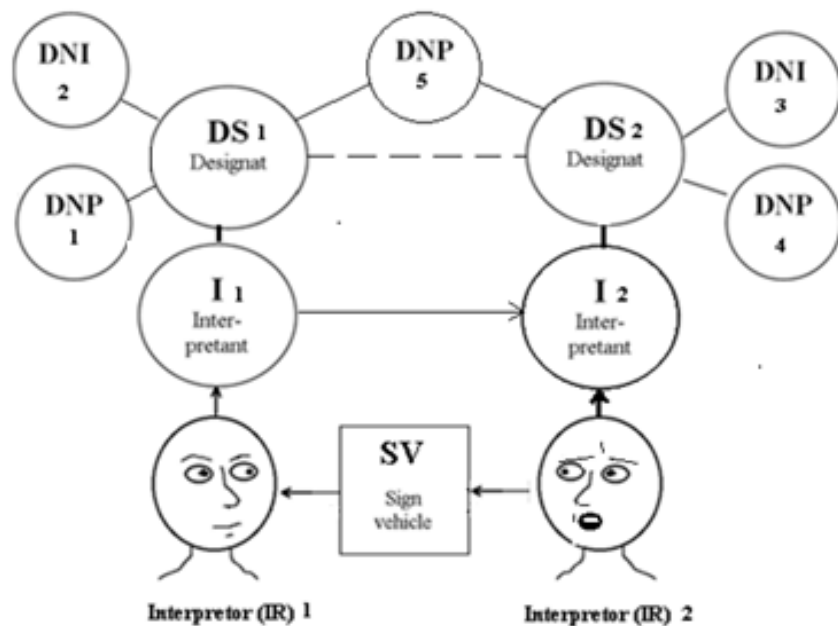 DNI
2
DNP
5
DNI
3
DS 1
Designat
DS 2
Designat
DNP
1
DNP
4
I 1
Inter-
pretant
I 2
Inter-
pretant
SV
Sign
vehicle
Interpretor (IR) 1
Interpretor (IR) 2